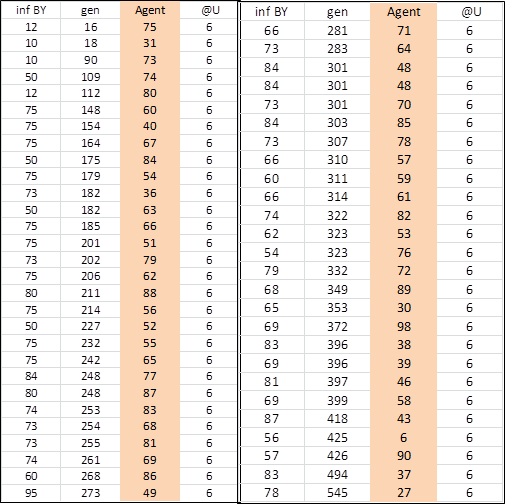 inf BY gen Agent @U
12 16 75 6
10 18 31 6
10 90 73 6
50 109 74 6
12 112 80 6
75 148 60 6
75 154 40 6
75 164 67 6
50 175 84 6
75 179 54 6
73 182 36 6
50 182 63 6
75 185 66 6
75 201 51 6
73 202 79 6
75 206 62 6
80 211 88 6
75 214 56 6
50 227 52 6
75 232 55 6
75 242 65 6
84 248 77 6
80 248 87 6
74 253 83 6
73 254 68 6
73 255 81 6
74 261 69 6
60 268 86 6
95 273 49 6
inf BY gen Agent @U
66 281 71 6
73 283 64 6
84 301 48 6
84 301 48 6
73 301 70 6
84 303 85 6
73 307 78 6
66 310 57 6
60 311 59 6
66 314 61 6
74 322 82 6
62 323 53 6
54 323 76 6
79 332 72 6
68 349 89 6
65 353 30 6
69 372 98 6
83 396 38 6
69 396 39 6
81 397 46 6
69 399 58 6
87 418 43 6
56 425 6 6
57 426 90 6
83 494 37 6
78 545 27 6